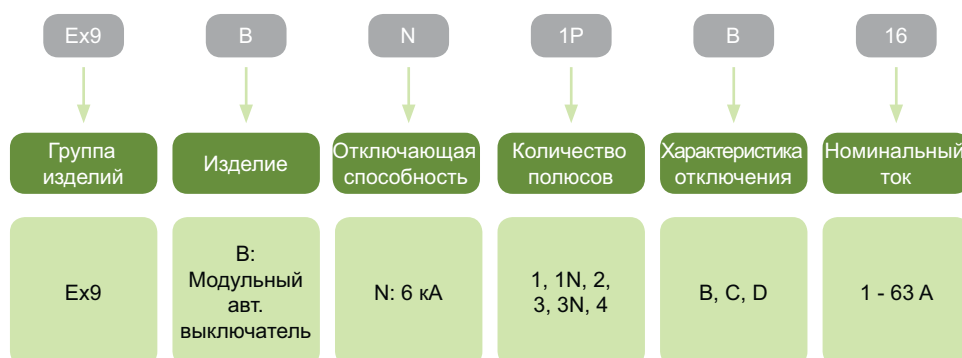 Ex9
B
N
1P
B
16
Группа
изделий
Изделие
Отключающая
способность
Количество
полюсов
Характеристика
отключения
Номинальный
ток
Ex9
B:
Модульный
авт.
выключатель
N: 6 кА
1, 1N, 2,
3, 3N, 4
B, C, D
1 - 63 A